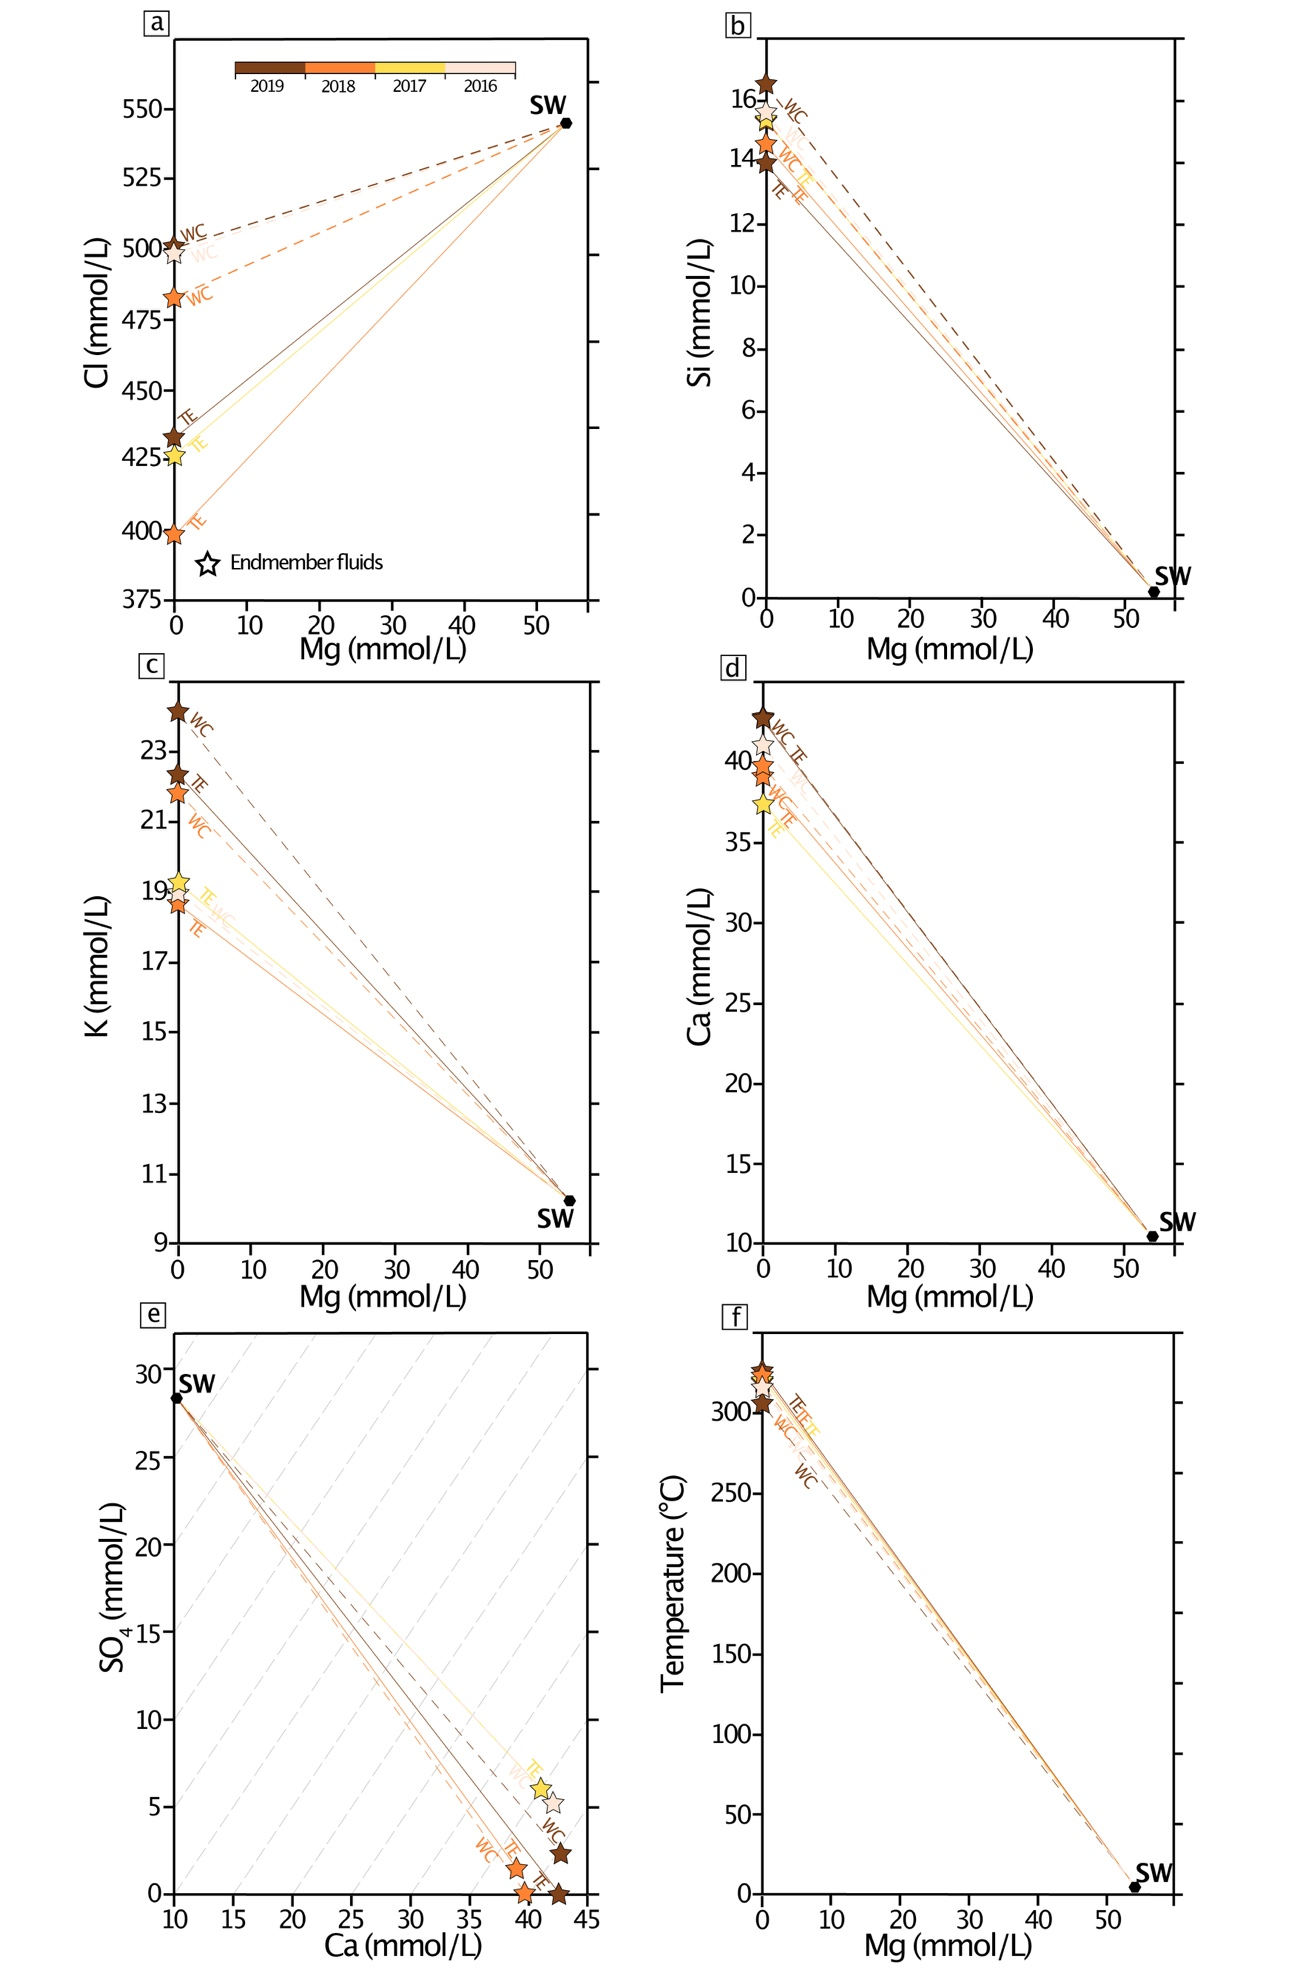 a
2019 2018 2017 2016
550
525
500
475
450
425
400
375
Cl (mmol/L)
SW
WC
WC
WC
TE
TE
TE
Endmember fluids
0 10 20 30 40 50
Mg (mmol/L)
b
16
14
12
10
8
6
4
2
0
Si (mmol/L)
WC
WC
WC TE
TE TE
SW
0 10 20 30 40 50
Mg (mmol/L)
c
23
21
19
17
15
13
11
9
K (mmol/L)
WC
TE
WC
TE WC
TE
SW
0 10 20 30 40 50
Mg (mmol/L)
d
40
35
30
25
20
15
10
Ca (mmol/L)
WC TE
WC
WC TE
TE
SW
0 10 20 30 40 50
Mg (mmol/L)
e
30
25
20
15
10
5
0
SO4 (mmol/L)
SW
TE
WC
WC
WC TE
TE
10 15 20 25 30 35 40 45
Ca (mmol/L)
f
300
250
200
150
100
50
0
Temperature (°C)
TE
TE TE
WC
WC
WC
SW
0 10 20 30 40 50
Mg (mmol/L)